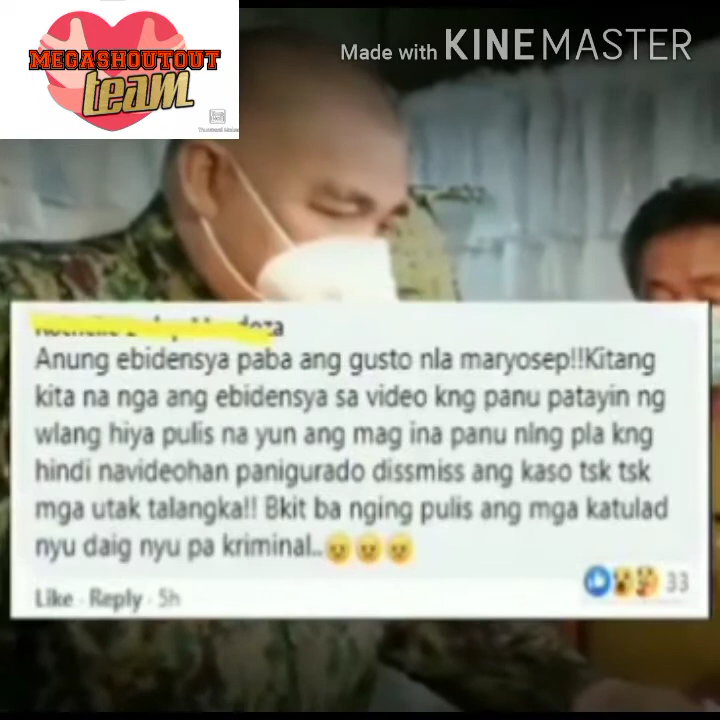 MEGASHOUTOUT
team
Made with KINEMASTER
Anung ebidensya paba ang gusto nla maryosep!!Kitang
kita na nga ang ebidensya sa video kng panu patayin ng
wlang hiya pulis na yun ang mag ina panu nlng pla kng
hindi navideohan panigurado dissmiss ang kaso tsk tsk
mga utak talangka!! Bkit ba nging pulis ang mga katulad
nyu daig nyu pa kriminal..😠😠😠
33
Like · Reply · 5h